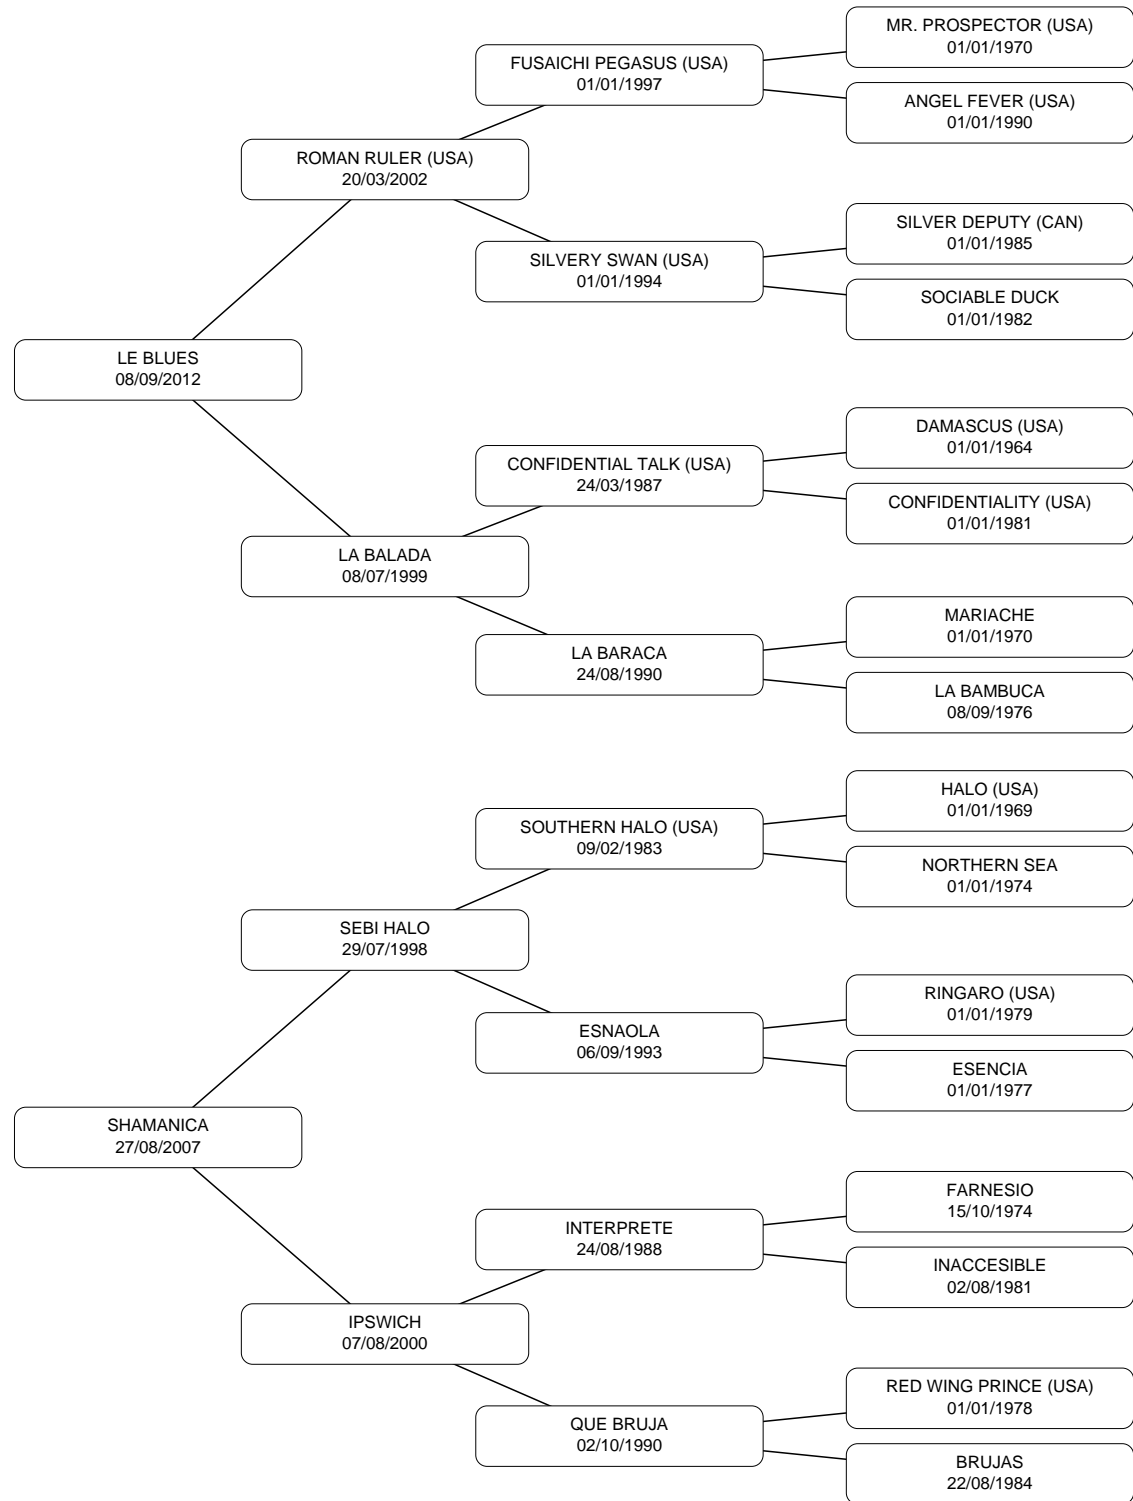 MR. PROSPECTOR (USA)
01/01/1970
FUSAICHI PEGASUS (USA)
01/01/1997
ANGEL FEVER (USA)
01/01/1990
ROMAN RULER (USA)
20/03/2002
SILVER DEPUTY (CAN)
01/01/1985
SILVERY SWAN (USA)
01/01/1994
SOCIABLE DUCK
01/01/1982
LE BLUES
08/09/2012
DAMASCUS (USA)
01/01/1964
CONFIDENTIAL TALK (USA)
24/03/1987
CONFIDENTIALITY (USA)
01/01/1981
LA BALADA
08/07/1999
MARIACHE
01/01/1970
LA BARACA
24/08/1990
LA BAMBUCA
08/09/1976
HALO (USA)
01/01/1969
SOUTHERN HALO (USA)
09/02/1983
NORTHERN SEA
01/01/1974
SEBI HALO
29/07/1998
RINGARO (USA)
01/01/1979
ESNAOLA
06/09/1993
ESENCIA
01/01/1977
SHAMANICA
27/08/2007
FARNESIO
15/10/1974
INTERPRETE
24/08/1988
INACCESIBLE
02/08/1981
IPSWICH
07/08/2000
RED WING PRINCE (USA)
01/01/1978
QUE BRUJA
02/10/1990
BRUJAS
22/08/1984